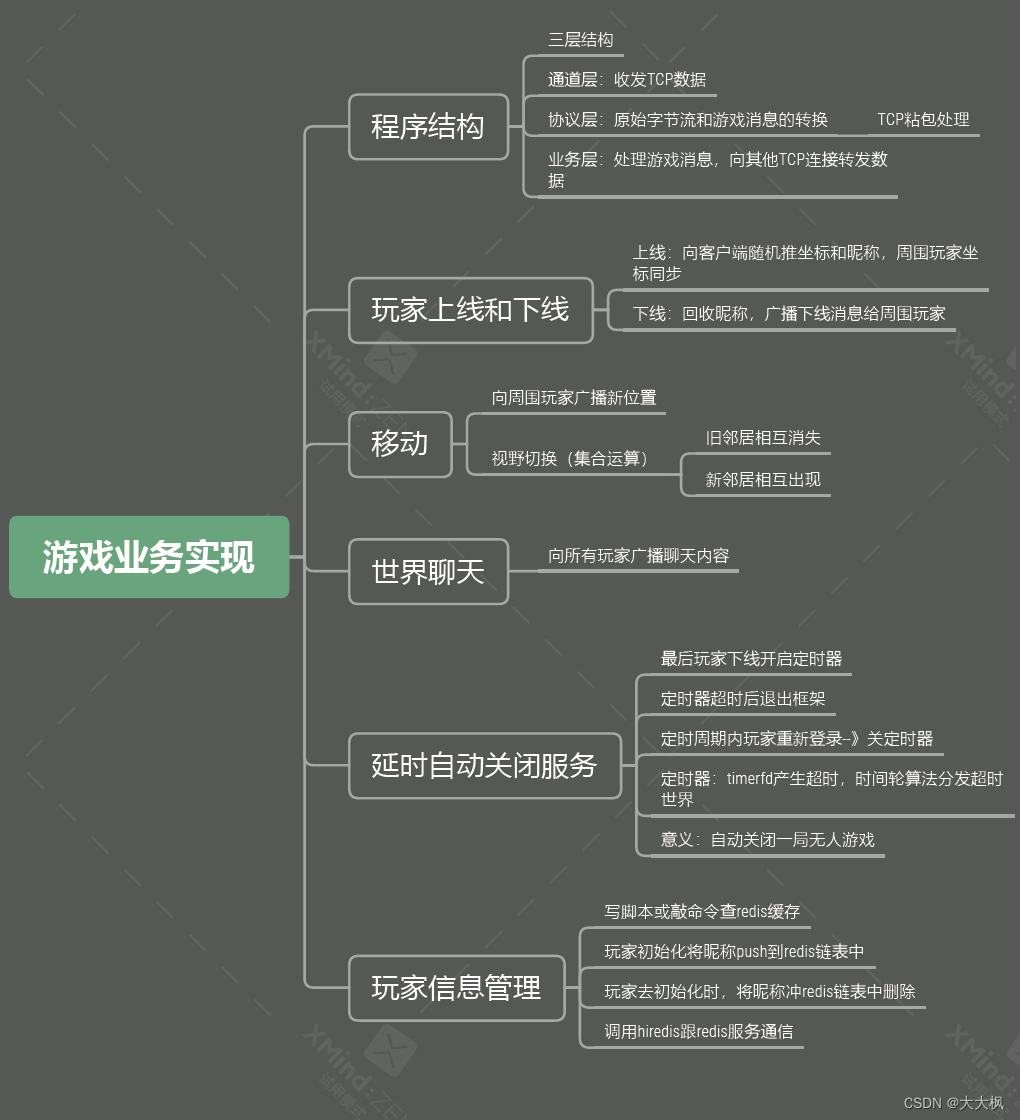 游戏业务实现
程序结构
三层结构
通道层：收发TCP数据
协议层：原始字节流和游戏消息的转换
TCP粘包处理
业务层：处理游戏消息，向其他TCP连接转发数
据
玩家上线和下线
上线：向客户端随机推坐标和昵称，周围玩家坐
标同步
下线：回收昵称，广播下线消息给周围玩家
移动
向周围玩家广播新位置
视野切换（集合运算）
旧邻居相互消失
新邻居相互出现
世界聊天
向所有玩家广播聊天内容
延时自动关闭服务
最后玩家下线开启定时器
定时器超时后退出框架
定时周期内玩家重新登录--》关定时器
定时器：timerfd产生超时，时间轮算法分发超时
世界
意义：自动关闭一局无人游戏
玩家信息管理
写脚本或敲命令查redis缓存
玩家初始化将昵称push到redis链表中
玩家去初始化时，将昵称冲redis链表中删除
调用hiredis跟redis服务通信
XMind:ZEN
试用模式
XMind:
试用模式
XMind:ZEN
试用模式
XMind:
试用模式
CSDN @大大枫